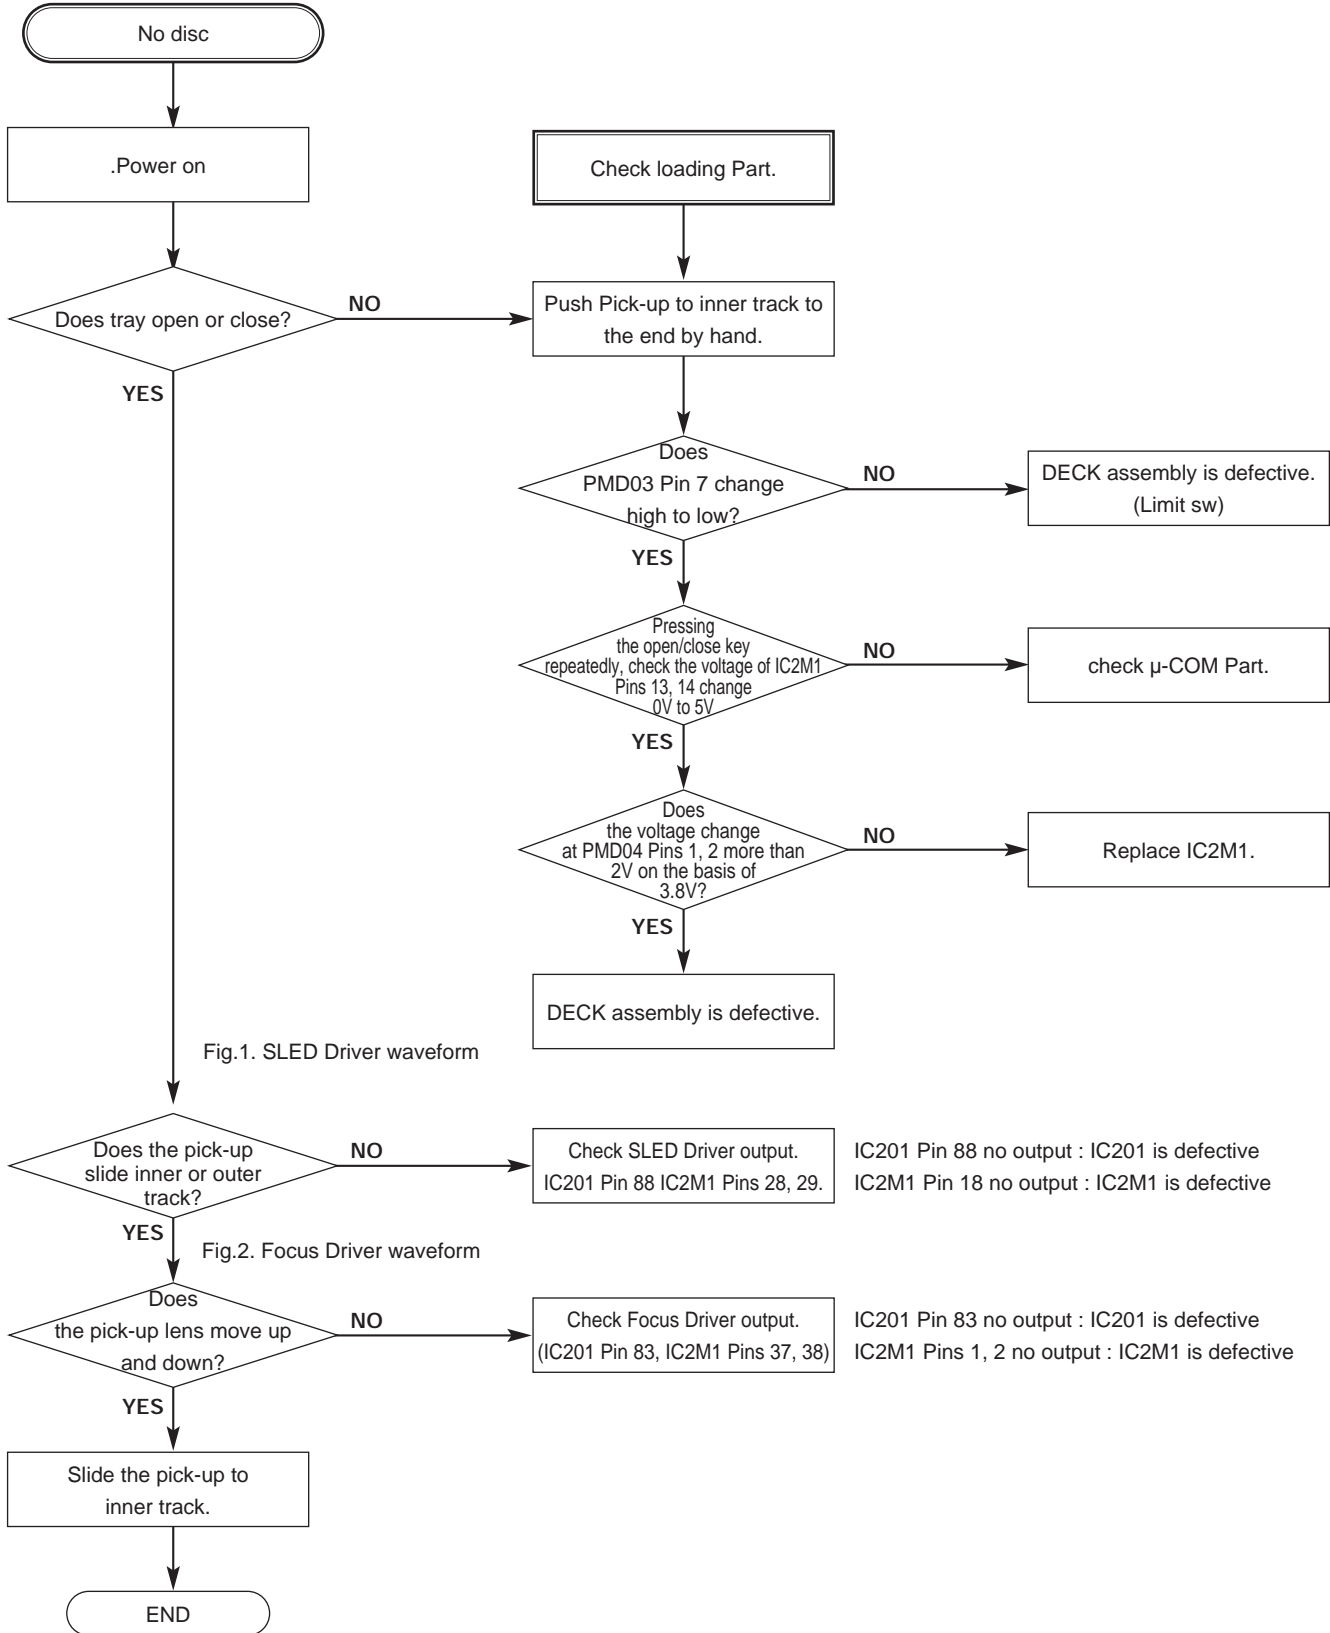 No disc
.Power on
Check loading Part.
Does tray open or close?
NO
Push Pick-up to inner track to
the end by hand.
YES
Does
PMD03 Pin 7 change
high to low?
NO
DECK assembly is defective.
(Limit sw)
YES
Pressing
the open/close key
repeatedly, check the voltage of IC2M1
Pins 13, 14 change
0V to 5V
NO
check μ-COM Part.
YES
Does
the voltage change
at PMD04 Pins 1, 2 more than
2V on the basis of
3.8V?
NO
Replace IC2M1.
YES
DECK assembly is defective.
Fig.1. SLED Driver waveform
Does the pick-up
slide inner or outer
track?
NO
Check SLED Driver output.
IC201 Pin 88 IC2M1 Pins 28, 29.
IC201 Pin 88 no output : IC201 is defective
IC2M1 Pin 18 no output : IC2M1 is defective
YES
Fig.2. Focus Driver waveform
Does
the pick-up lens move up
and down?
NO
Check Focus Driver output.
(IC201 Pin 83, IC2M1 Pins 37, 38)
IC201 Pin 83 no output : IC201 is defective
IC2M1 Pins 1, 2 no output : IC2M1 is defective
YES
Slide the pick-up to
inner track.
END